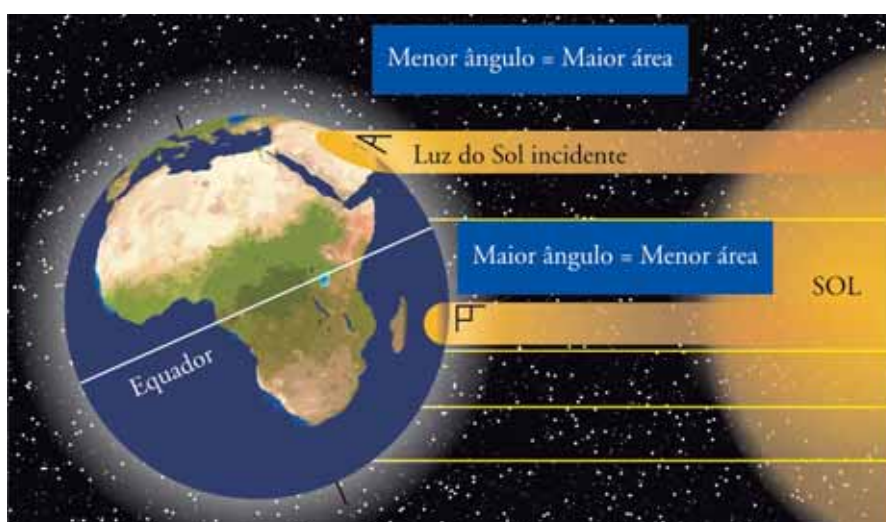 Menor ângulo = Maior área
Luz do Sol incidente
Maior ângulo = Menor área
SOL
Equador